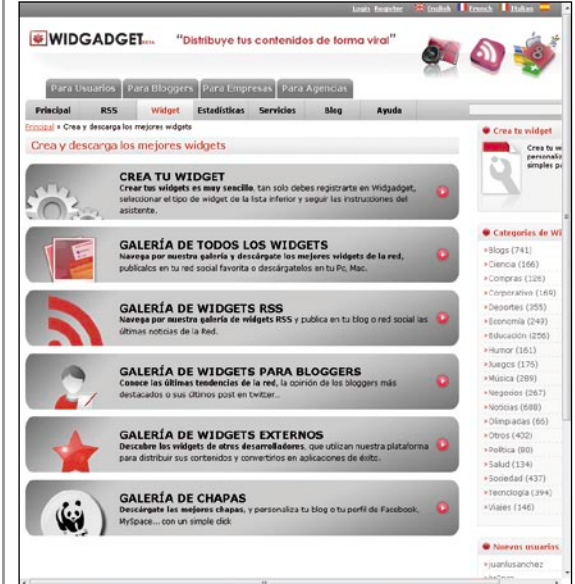 Login Register English French Italian
WIDGADGET BETA
"Distribuye tus contenidos de forma viral"
Para Usuarios Para Bloggers Para Empresas Para Agencias
Principal RSS Widget Estadísticas Servicios Blog Ayuda
Principal » Crea y descarga los mejores widgets
Crea y descarga los mejores widgets
CREA TU WIDGET
Crear tus widgets es muy sencillo, tan solo debes registrarte en Widgadget,
seleccionar el tipo de widget de la lista inferior y seguir las instrucciones del
asistente.
GALERÍA DE TODOS LOS WIDGETS
Navega por nuestra galería y descárgate los mejores widgets de la red,
publícalos en tu red social favorita o descárgatelos en tu Pc, Mac.
GALERÍA DE WIDGETS RSS
Navega por nuestra galería de widgets RSS y publica en tu blog o red social las
últimas noticias de la Red.
GALERÍA DE WIDGETS PARA BLOGGERS
Conoce las últimas tendencias de la red, la opinión de los bloggers más
destacados o sus últimos post en twitter...
GALERÍA DE WIDGETS EXTERNOS
Descubre los widgets de otros desarrolladores, que utilizan nuestra plataforma
para distribuir sus contenidos y convertirlos en aplicaciones de éxito.
GALERÍA DE CHAPAS
Descárgate las mejores chapas, y personaliza tu blog o tu perfil de Facebook,
MySpace... con un simple click
Crea tu widget
Crea tu w
personaliz
simples pa
Categorías de Wi
Blogs (741)
Ciencia (166)
Compras (126)
Corporativo (169)
Deportes (355)
Economía (249)
Educación (256)
Humor (161)
Juegos (175)
Música (289)
Negocios (267)
Noticias (688)
Olimpiadas (66)
Otros (432)
Política (80)
Salud (134)
Sociedad (437)
Tecnología (394)
Viajes (146)
Nuevos usuarios
juanlusanchez